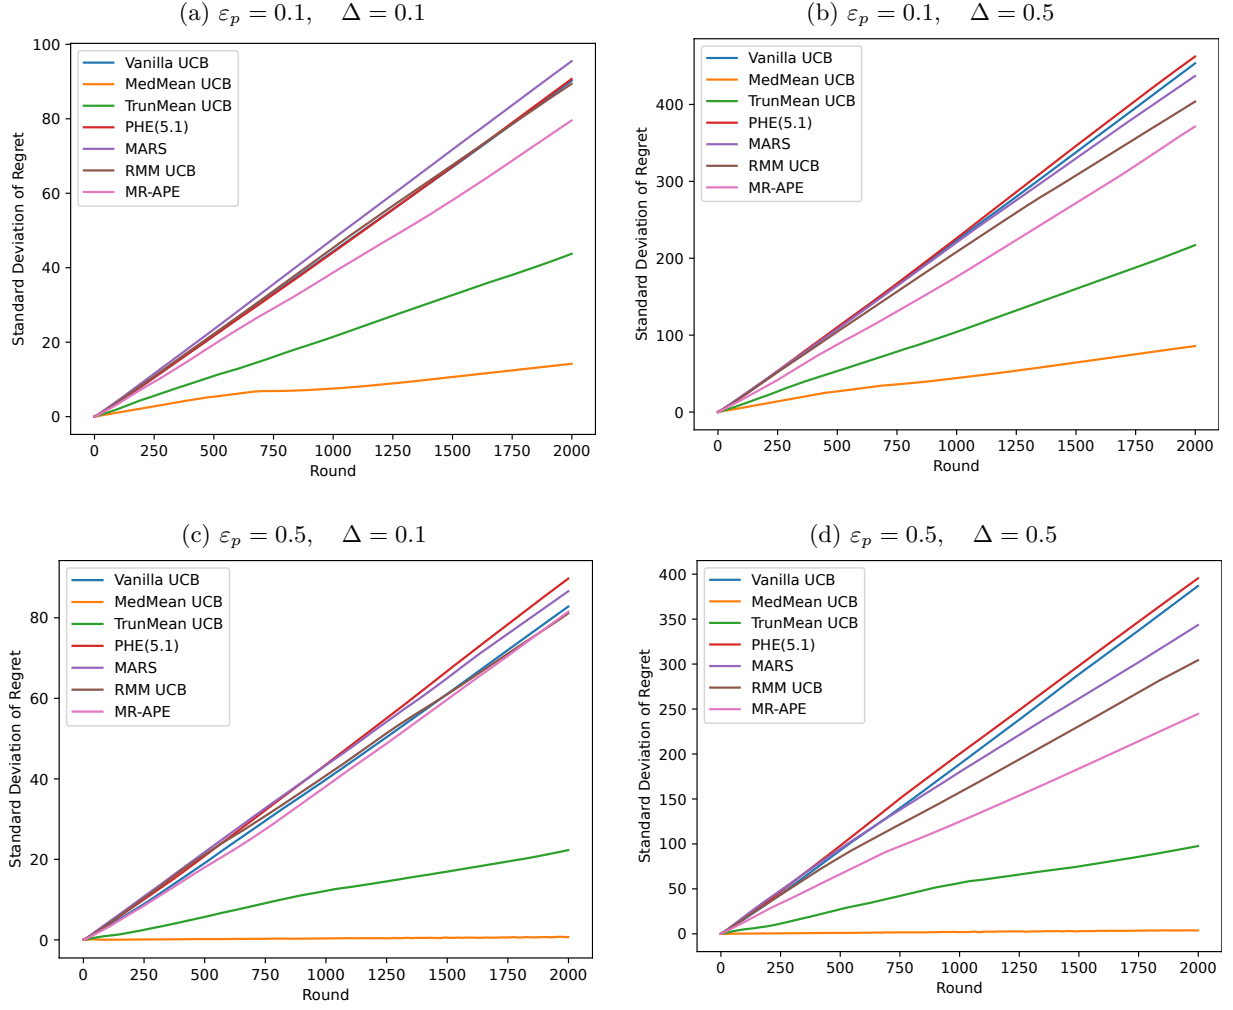 (a) εₚ = 0.1, Δ = 0.1
Standard Deviation of Regret
100
80
60
40
20
0
Vanilla UCB
MedMean UCB
TrunMean UCB
PHE(5.1)
MARS
RMM UCB
MR-APE
0 250 500 750 1000 1250 1500 1750 2000
Round
(b) εₚ = 0.1, Δ = 0.5
Standard Deviation of Regret
400
300
200
100
0
Vanilla UCB
MedMean UCB
TrunMean UCB
PHE(5.1)
MARS
RMM UCB
MR-APE
0 250 500 750 1000 1250 1500 1750 2000
Round
(c) εₚ = 0.5, Δ = 0.1
Standard Deviation of Regret
80
60
40
20
0
Vanilla UCB
MedMean UCB
TrunMean UCB
PHE(5.1)
MARS
RMM UCB
MR-APE
0 250 500 750 1000 1250 1500 1750 2000
Round
(d) εₚ = 0.5, Δ = 0.5
Standard Deviation of Regret
400
350
300
250
200
150
100
50
0
Vanilla UCB
MedMean UCB
TrunMean UCB
PHE(5.1)
MARS
RMM UCB
MR-APE
0 250 500 750 1000 1250 1500 1750 2000
Round